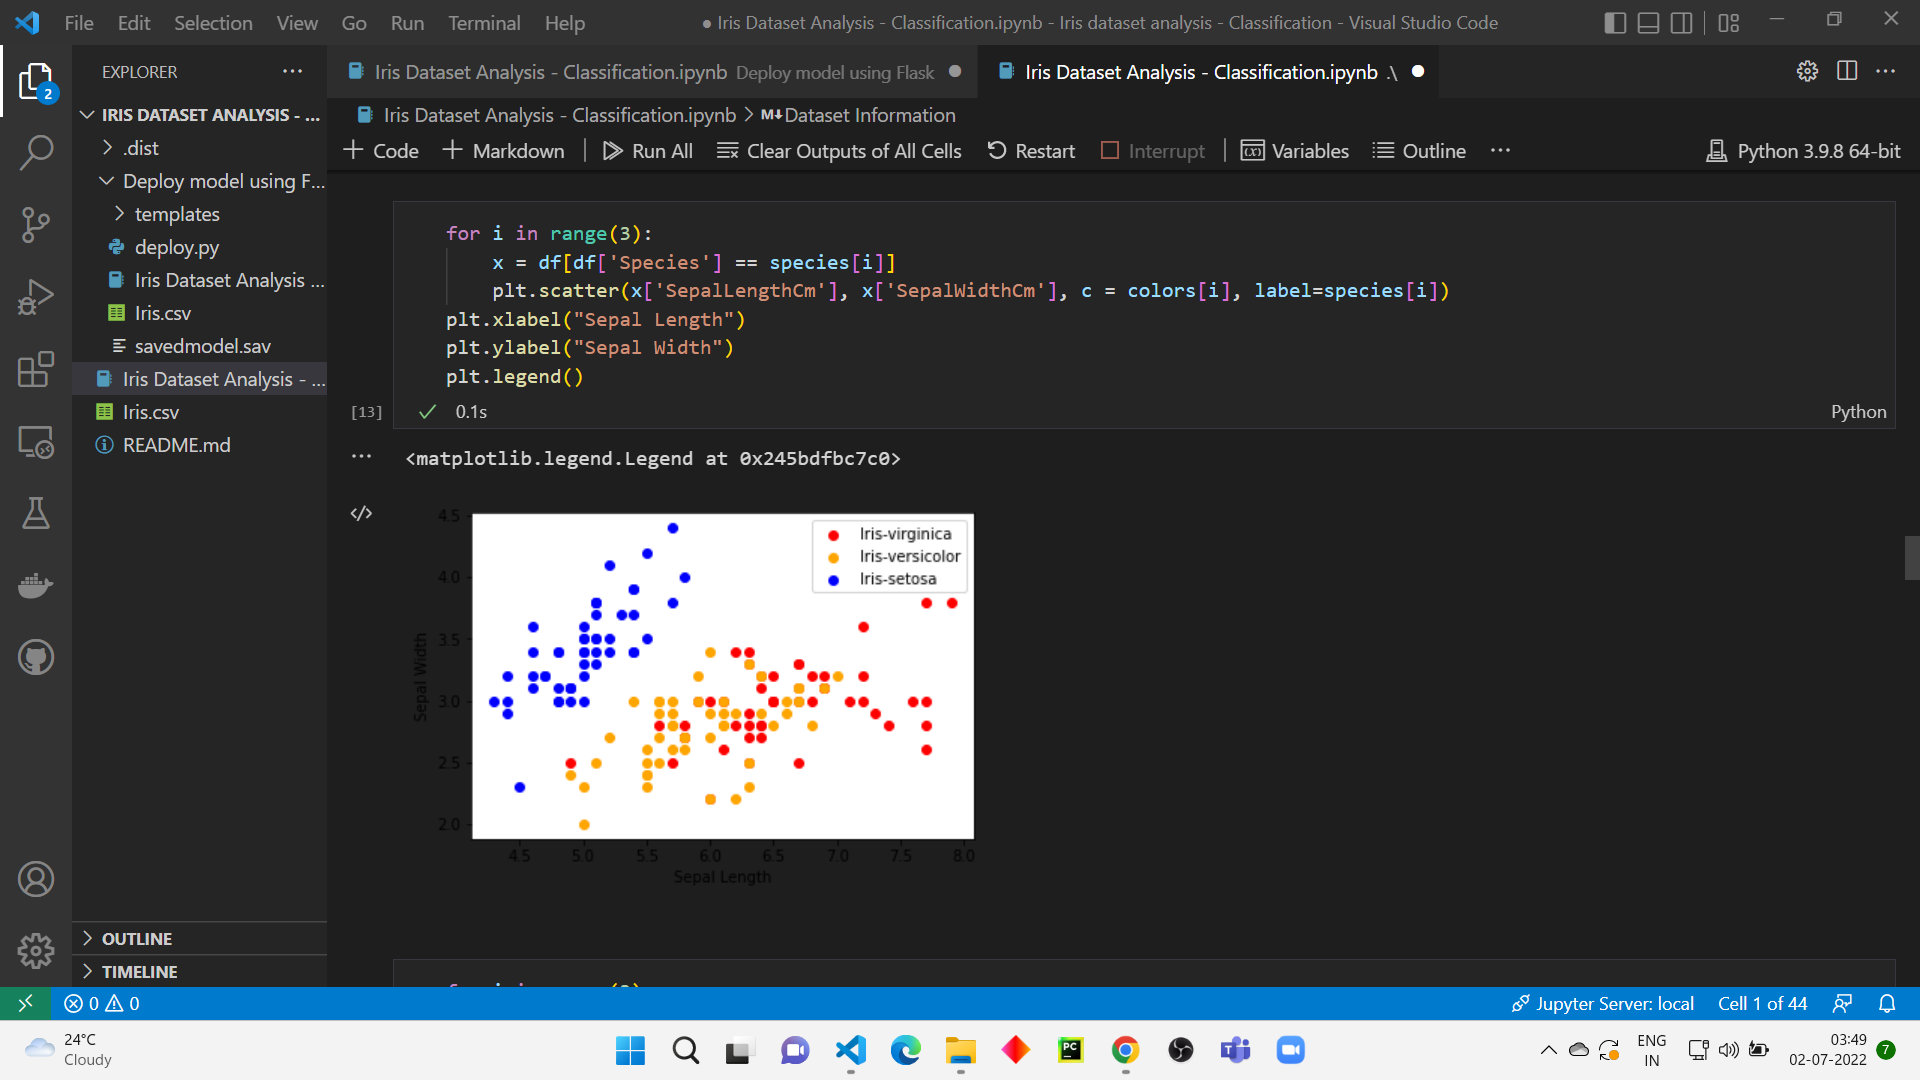 File Edit Selection View Go Run Terminal Help
● Iris Dataset Analysis - Classification.ipynb - Iris dataset analysis - Classification - Visual Studio Code
2
EXPLORER
IRIS DATASET ANALYSIS - ...
.dist
Deploy model using F...
templates
deploy.py
Iris Dataset Analysis ...
Iris.csv
savedmodel.sav
Iris Dataset Analysis - ...
Iris.csv
README.md
OUTLINE
TIMELINE
Iris Dataset Analysis - Classification.ipynb Deploy model using Flask
Iris Dataset Analysis - Classification.ipynb .\
Iris Dataset Analysis - Classification.ipynb > M↓Dataset Information
+ Code + Markdown Run All Clear Outputs of All Cells Restart Interrupt Variables Outline ... Python 3.9.8 64-bit
for i in range(3):
    x = df[df['Species'] == species[i]]
    plt.scatter(x['SepalLengthCm'], x['SepalWidthCm'], c = colors[i], label=species[i])
plt.xlabel("Sepal Length")
plt.ylabel("Sepal Width")
plt.legend()
[13] ✓ 0.1s Python
... <matplotlib.legend.Legend at 0x245bdfbc7c0>
Iris-virginica
Iris-versicolor
Iris-setosa
4.5
4.0
3.5
3.0
2.5
2.0
Sepal Width
4.5 5.0 5.5 6.0 6.5 7.0 7.5 8.0
Sepal Length
0 0
Jupyter Server: local Cell 1 of 44
24°C
Cloudy
PC
ENG
IN
03:49
02-07-2022
7